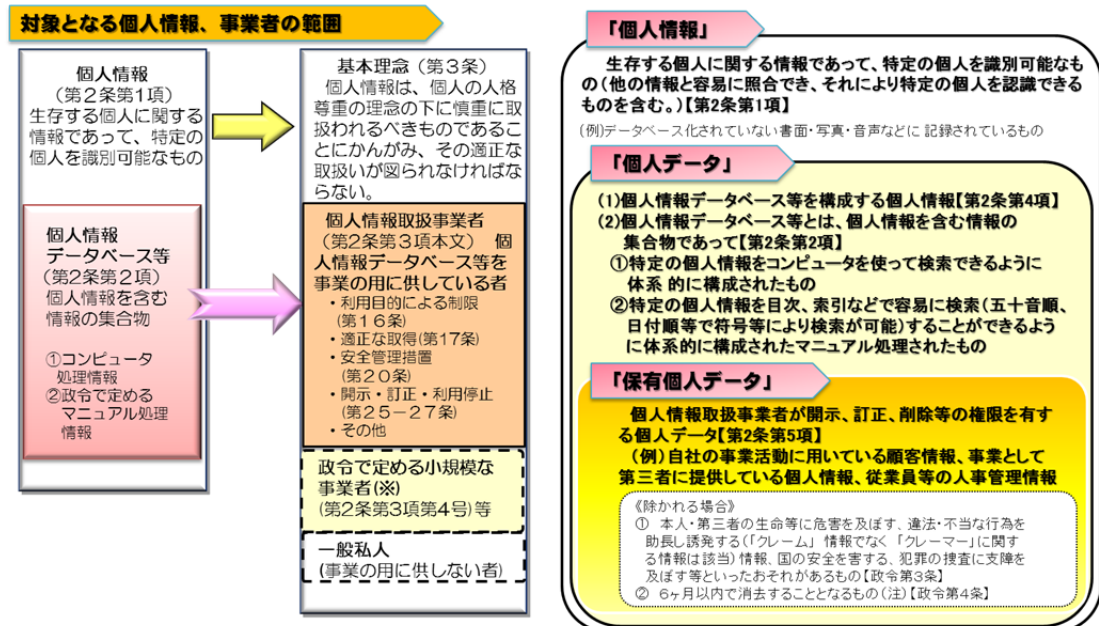 対象となる個人情報、事業者の範囲
個人情報
(第2条第1項)
生存する個人に関する
情報であって、特定の
個人を識別可能なもの
個人情報
データベース等
(第2条第2項)
個人情報を含む
情報の集合物
①コンピュータ
処理情報
②政令で定める
マニュアル処理
情報
基本理念(第3条)
個人情報は、個人の人格
尊重の理念の下に慎重に取
扱われるべきものであるこ
とにかんがみ、その適正な
取扱いが図られなければな
らない。
個人情報取扱事業者
(第2条第3項本文) 個
人情報データベース等を
事業の用に供している者
・利用目的による制限
(第16条)
・適正な取得(第17条)
・安全管理措置
(第20条)
・開示・訂正・利用停止
(第25－27条)
・その他
政令で定める小規模な
事業者(※)
(第2条第3項第4号)等
一般私人
(事業の用に供しない者)
「個人情報」
生存する個人に関する情報であって、特定の個人を識別可能なも
の(他の情報と容易に照合でき、それにより特定の個人を認識できる
ものを含む。)【第2条第1項】
(例)データベース化されていない書面・写真・音声などに 記録されているもの
「個人データ」
(1)個人情報データベース等を構成する個人情報【第2条第4項】
(2)個人情報データベース等とは、個人情報を含む情報の
集合物であって【第2条第2項】
①特定の個人情報をコンピュータを使って検索できるように
体系 的に構成されたもの
②特定の個人情報を目次、索引などで容易に検索(五十音順、
日付順等で符号等により検索が可能)することができるよう
に体系的に構成されたマニュアル処理されたもの
「保有個人データ」
個人情報取扱事業者が開示、訂正、削除等の権限を有す
る個人データ【第2条第5項】
(例)自社の事業活動に用いている顧客情報、事業として
第三者に提供している個人情報、従業員等の人事管理情報
《除かれる場合》
① 本人・第三者の生命等に危害を及ぼす、違法・不当な行為を
助長し誘発する(「クレーム」 情報でなく 「クレーマー」に関す
る情報は該当)情報、国の安全を害する、犯罪の捜査に支障を
及ぼす等といったおそれがあるもの【政令第3条】
② 6ヶ月以内で消去することとなるもの(注)【政令第4条】